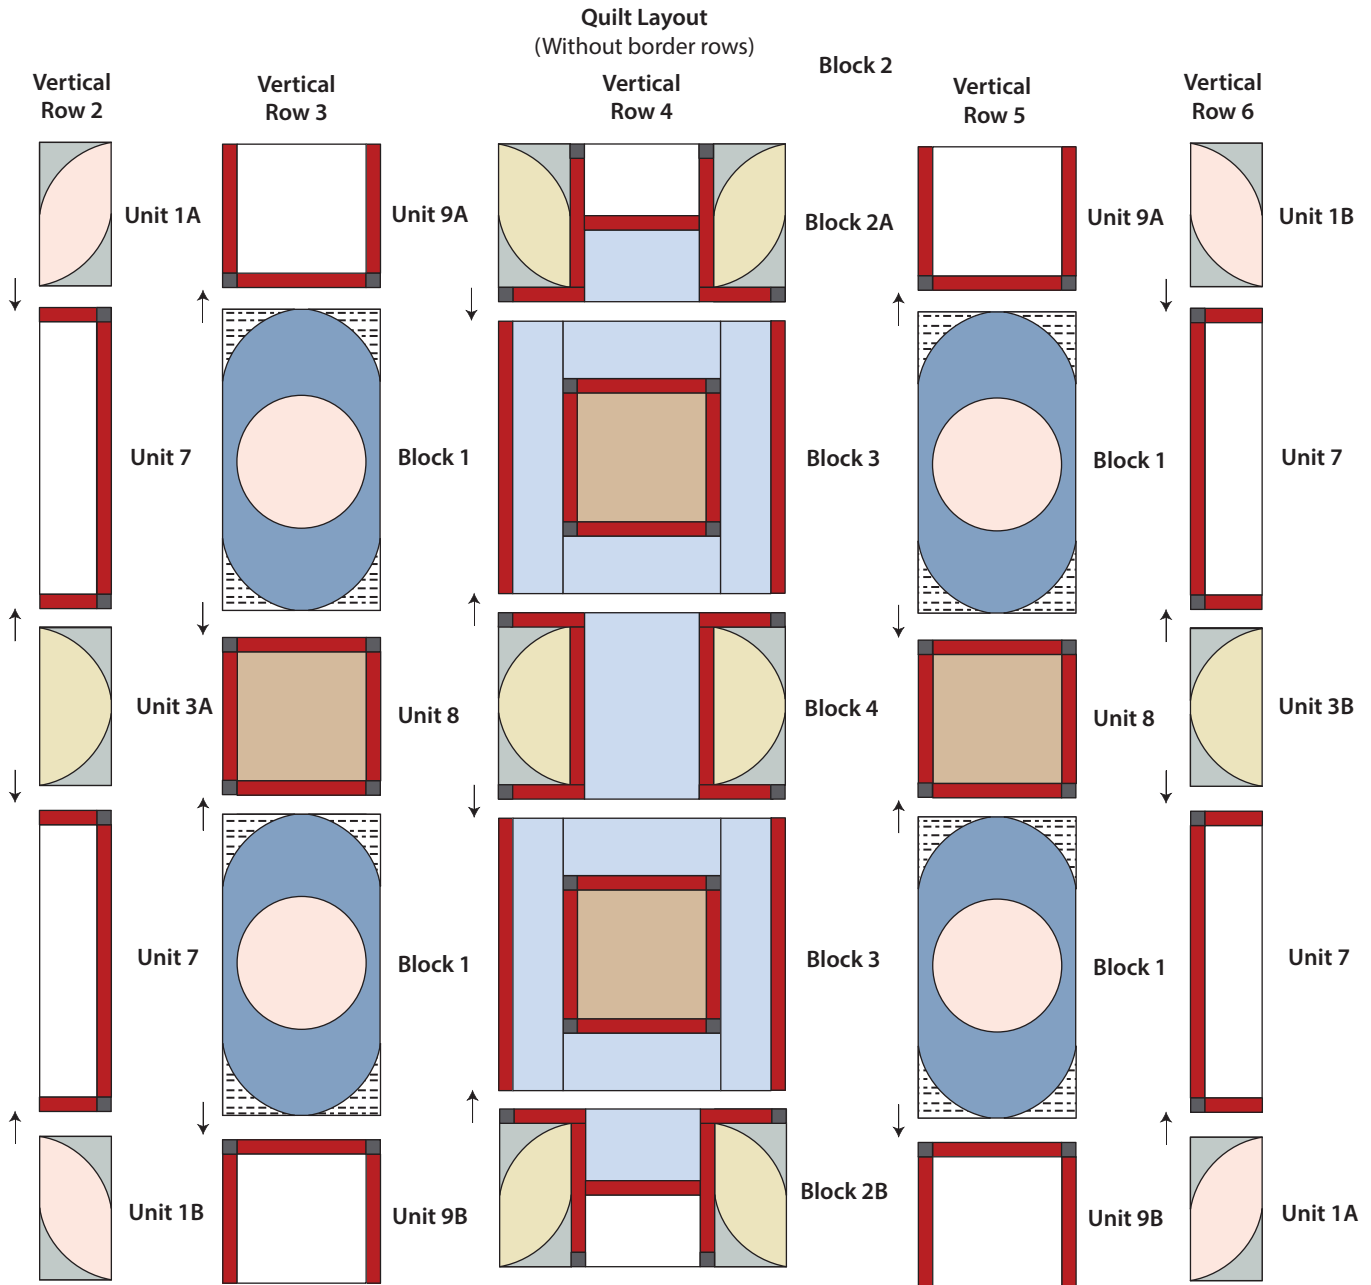 Quilt Layout
(Without border rows)
Block 2
Vertical
Row 2
Vertical
Row 3
Vertical
Row 4
Vertical
Row 5
Vertical
Row 6
Unit 1A
Unit 9A
Block 2A
Unit 9A
Unit 1B
Unit 7
Block 1
Block 3
Block 1
Unit 7
Unit 3A
Unit 8
Block 4
Unit 8
Unit 3B
Unit 7
Block 1
Block 3
Block 1
Unit 7
Unit 1B
Unit 9B
Block 2B
Unit 9B
Unit 1A